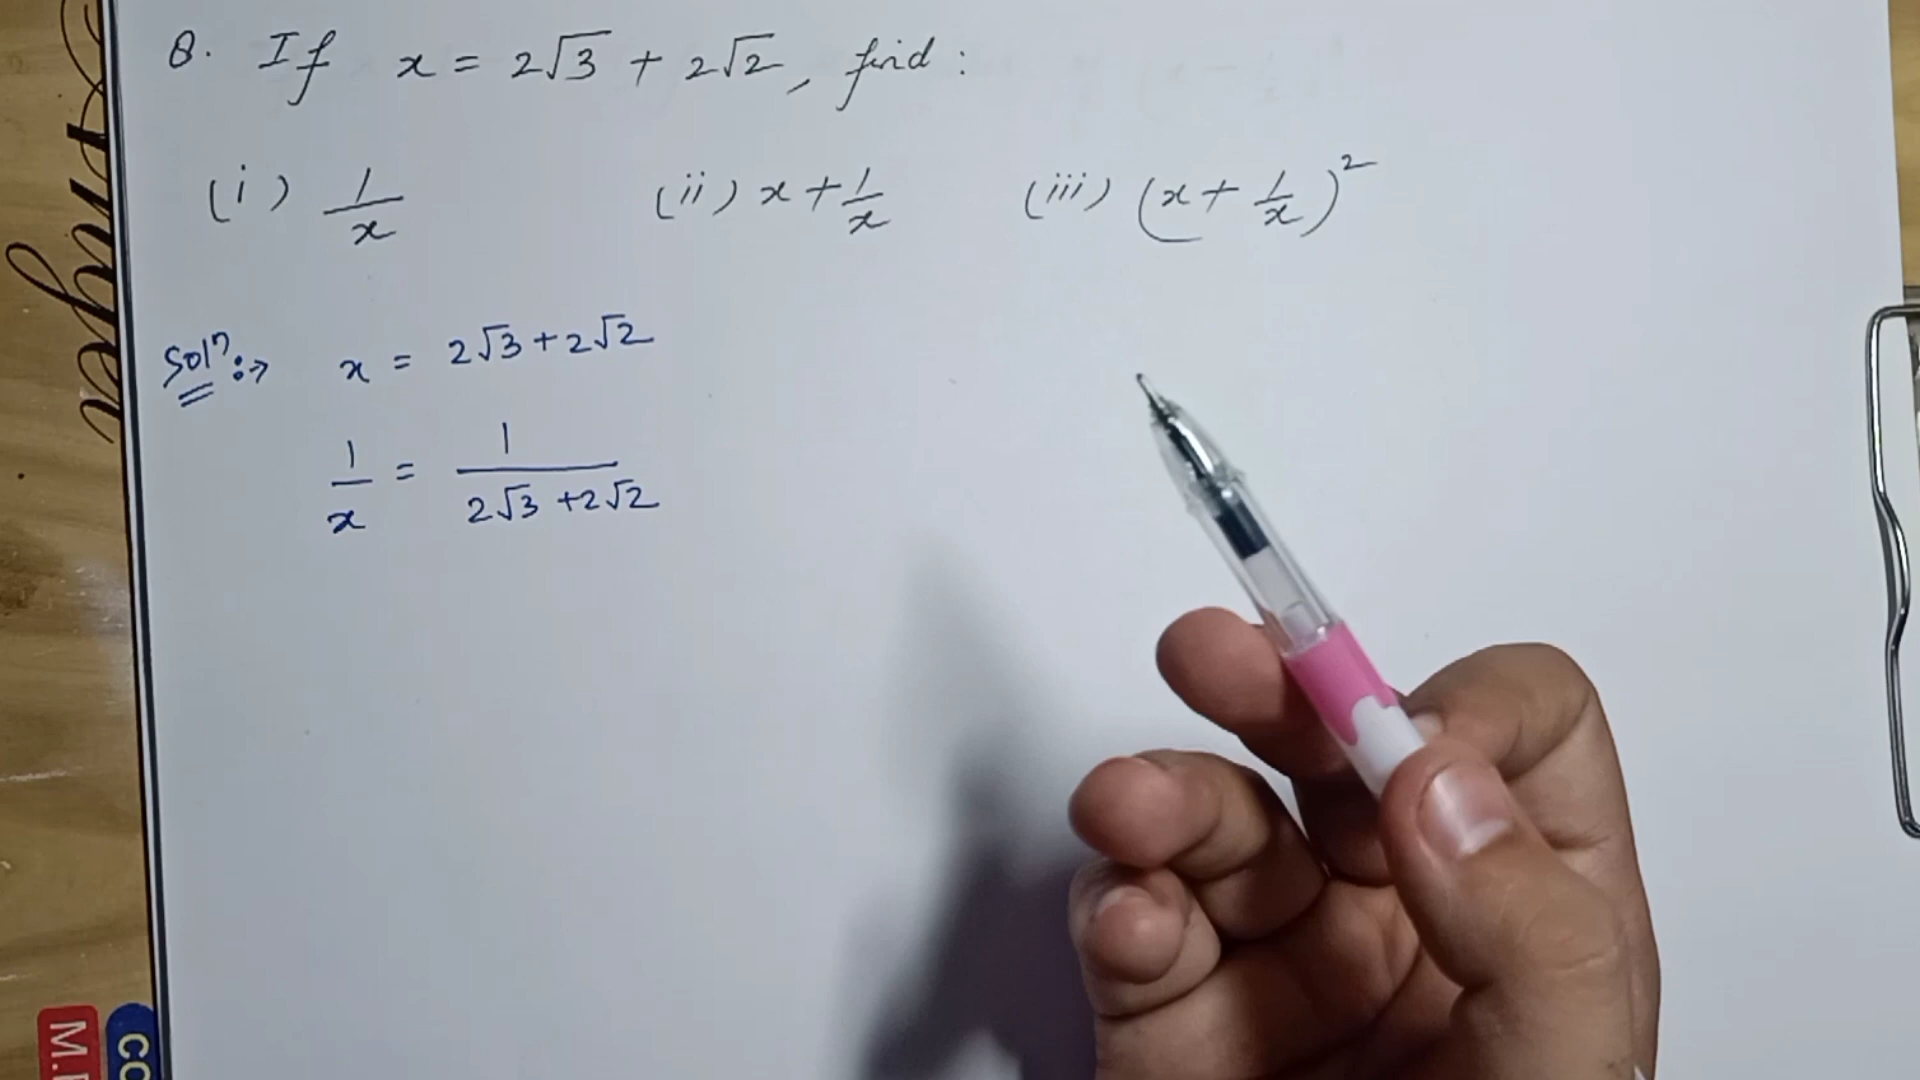 Q. If x = 2√3 + 2√2, find :
(i) 1/x (ii) x + 1/x (iii) (x + 1/x)²
Solⁿ :→ x = 2√3 + 2√2
1/x = 1/(2√3 + 2√2)